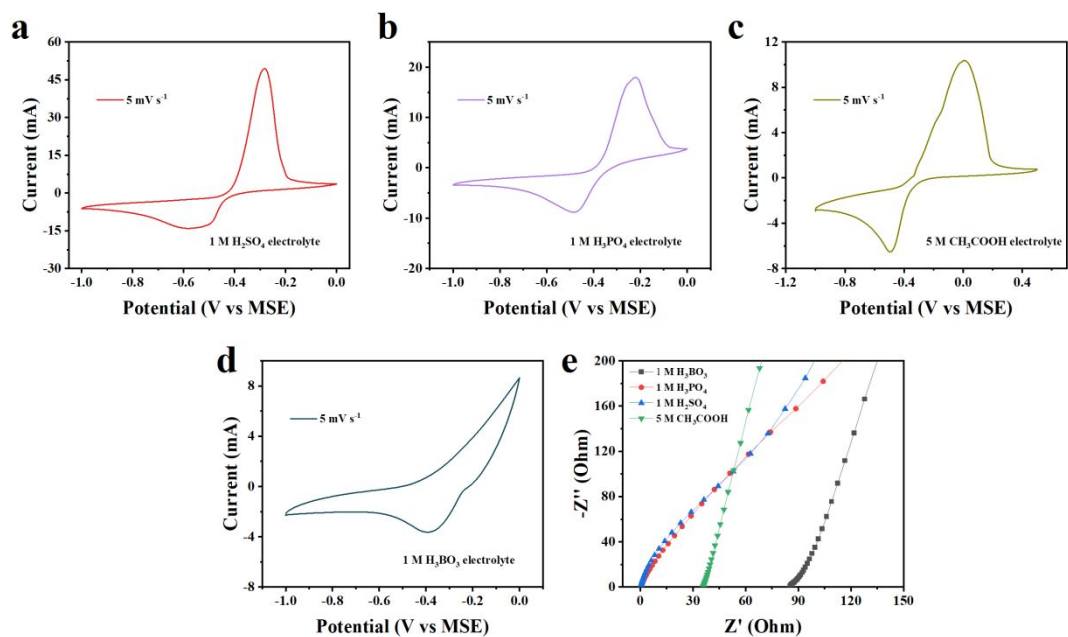 a
60
45
30
15
0
-15
-30
Current (mA)
5 mV s⁻¹
1 M H₂SO₄ electrolyte
-1.0 -0.8 -0.6 -0.4 -0.2 0.0
Potential (V vs MSE)
b
20
10
0
-10
-20
Current (mA)
5 mV s⁻¹
1 M H₃PO₄ electrolyte
-1.0 -0.8 -0.6 -0.4 -0.2 0.0
Potential (V vs MSE)
c
12
8
4
0
-4
-8
Current (mA)
5 mV s⁻¹
5 M CH₃COOH electrolyte
-1.2 -0.8 -0.4 0.0 0.4
Potential (V vs MSE)
d
8
4
0
-4
-8
Current (mA)
5 mV s⁻¹
1 M H₃BO₃ electrolyte
-1.0 -0.8 -0.6 -0.4 -0.2 0.0
Potential (V vs MSE)
e
200
160
120
80
40
0
-Z'' (Ohm)
1 M H₃BO₃
1 M H₃PO₄
1 M H₂SO₄
5 M CH₃COOH
0 30 60 90 120 150
Z' (Ohm)